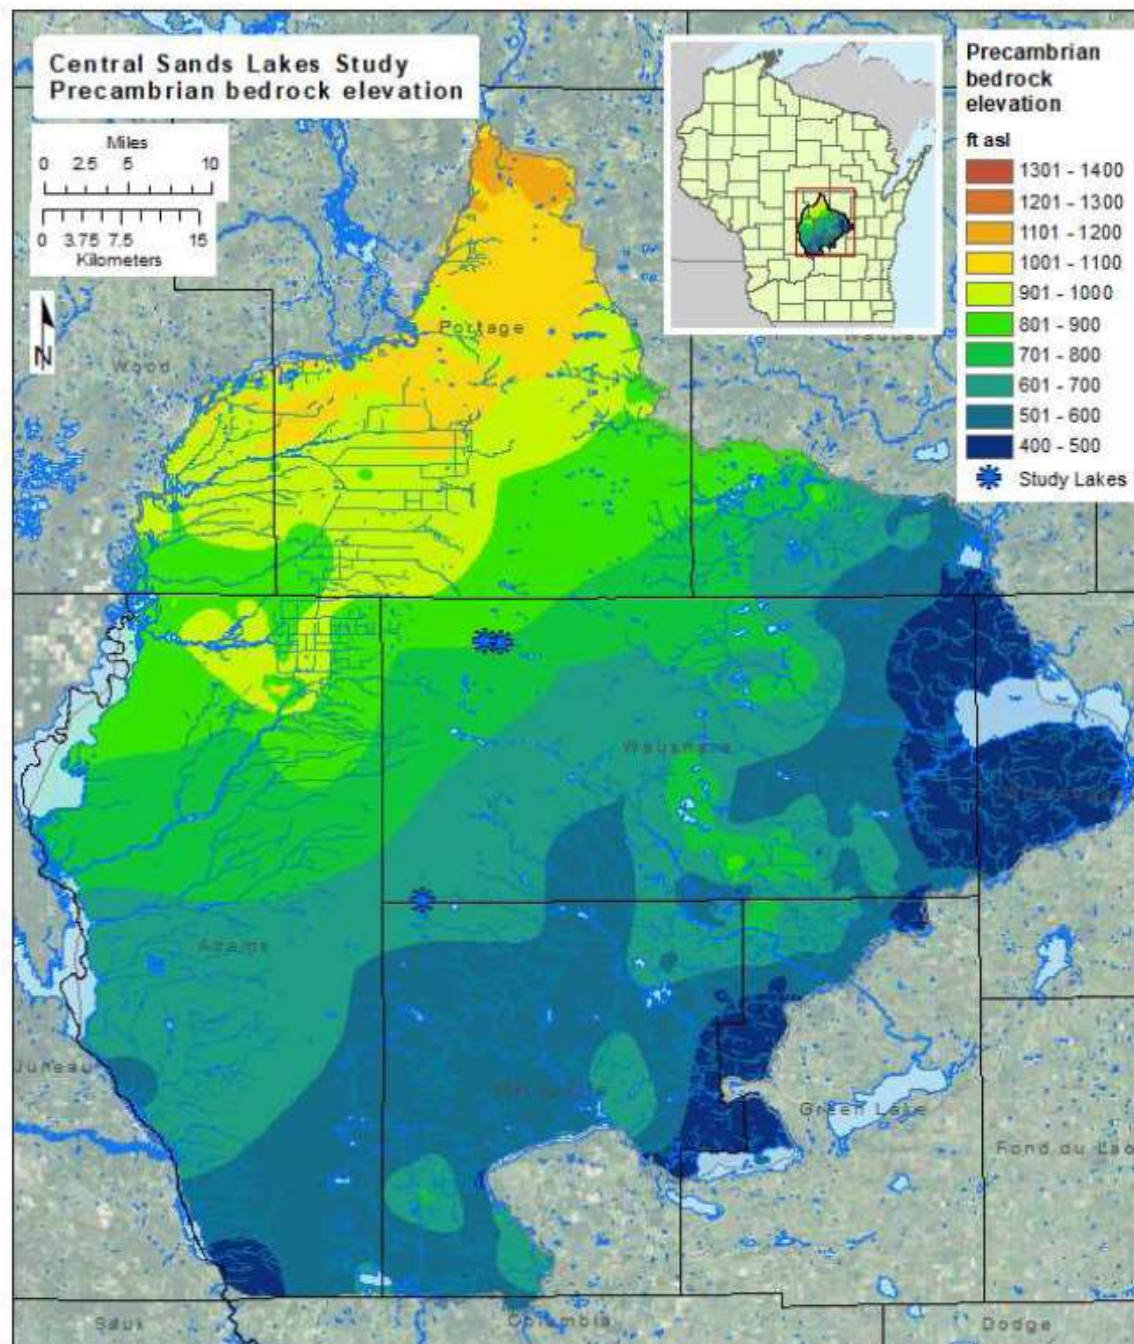 Central Sands Lakes Study
Precambrian bedrock elevation
Miles
0 2.5 5 10
0 3.75 7.5 15
Kilometers
N
Precambrian
bedrock
elevation
ft asl
1301 - 1400
1201 - 1300
1101 - 1200
1001 - 1100
901 - 1000
801 - 900
701 - 800
601 - 700
501 - 600
400 - 500
Study Lakes
Portage
Wood
Waushara
Adams
Juneau
Green Lake
Fond du Lac
Sauk
Columbia
Dodge